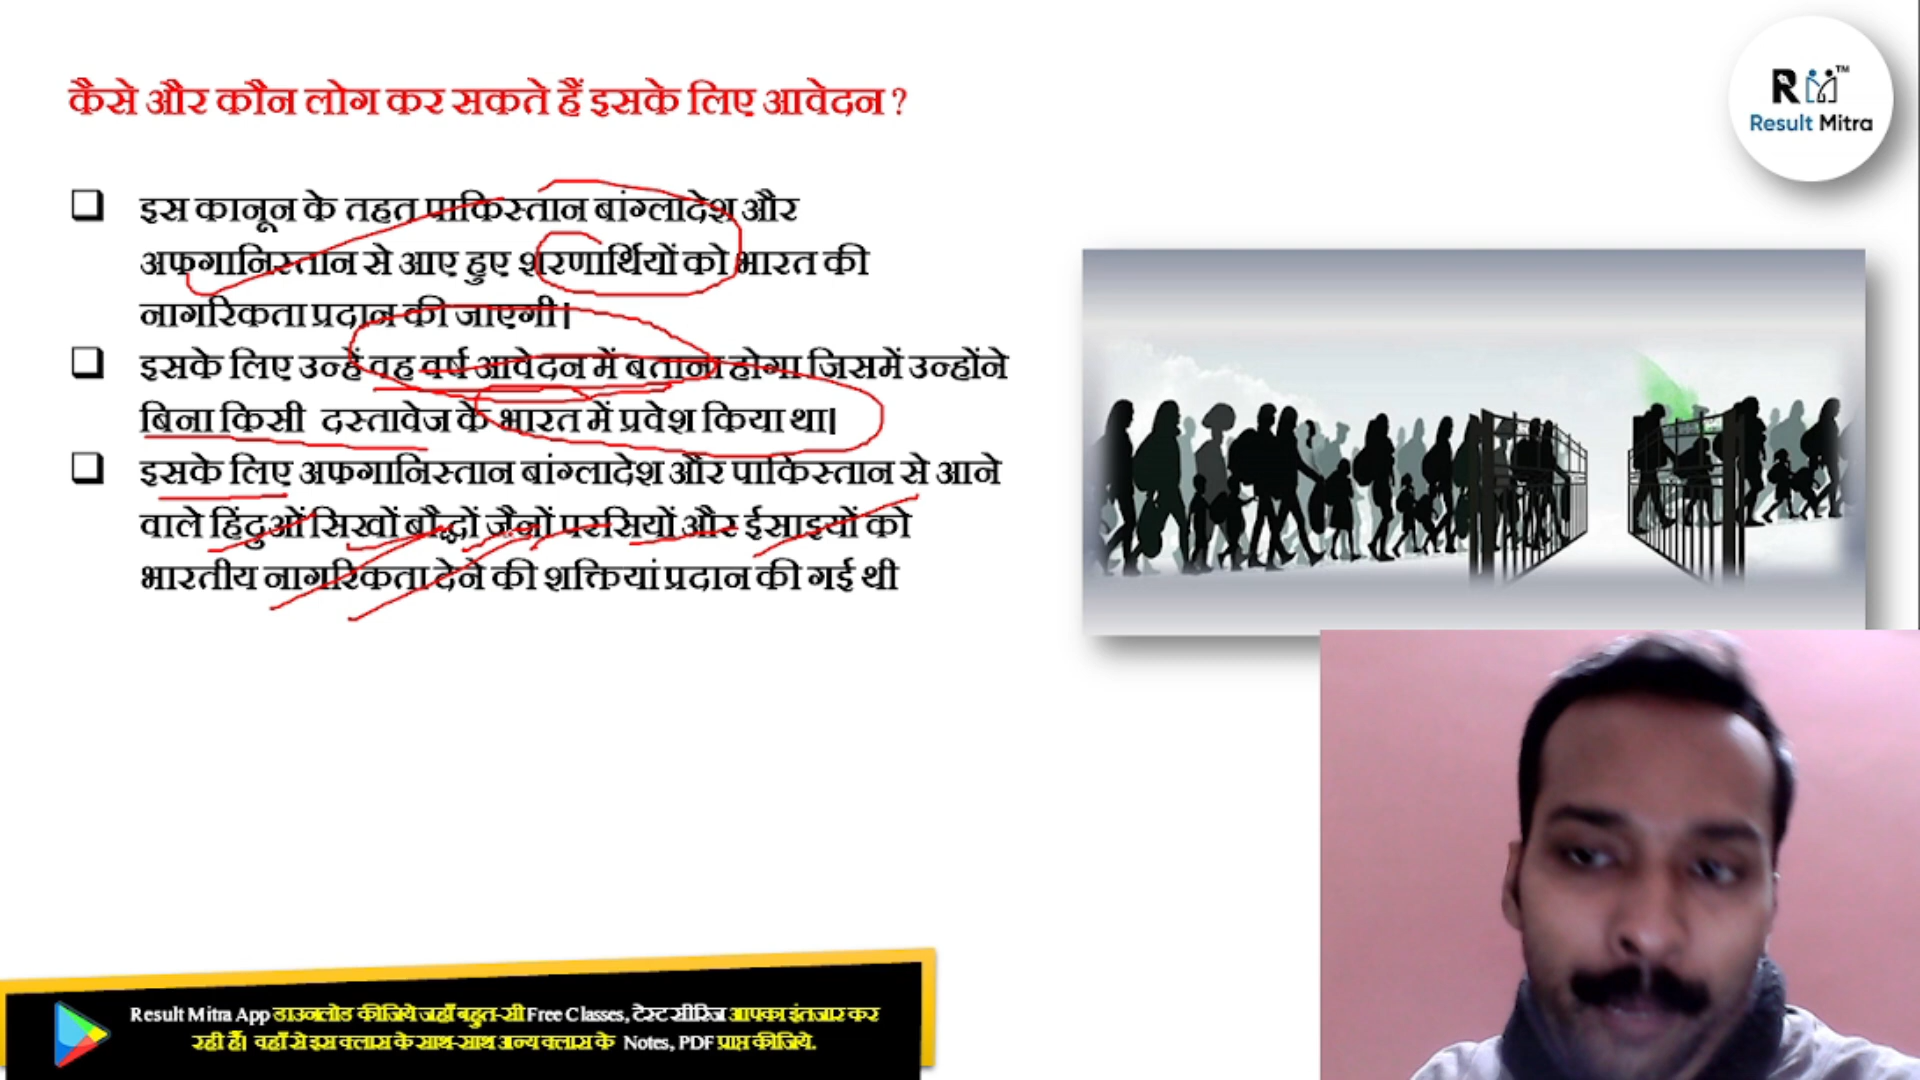 कैसे और कौन लोग कर सकते हैं इसके लिए आवेदन ?
R TM
Result Mitra
इस कानून के तहत पाकिस्तान बांग्लादेश और
अफगानिस्तान से आए हुए शरणार्थियों को भारत की
नागरिकता प्रदान की जाएगी|
इसके लिए उन्हें वह वर्ष आवेदन में बताना होगा जिसमें उन्होंने
बिना किसी दस्तावेज के भारत में प्रवेश किया था|
इसके लिए अफगानिस्तान बांग्लादेश और पाकिस्तान से आने
वाले हिंदुओं सिखों बौद्धों जैनों परसियों और ईसाइयों को
भारतीय नागरिकता देने की शक्तियां प्रदान की गई थी
Result Mitra App डाउनलोड कीजिये जहाँ बहुत-सी Free Classes, टेस्ट सीरिज आपका इंतजार कर
रही हैं। वहाँ से इस क्लास के साथ-साथ अन्य क्लास के Notes, PDF प्राप्त कीजिये.